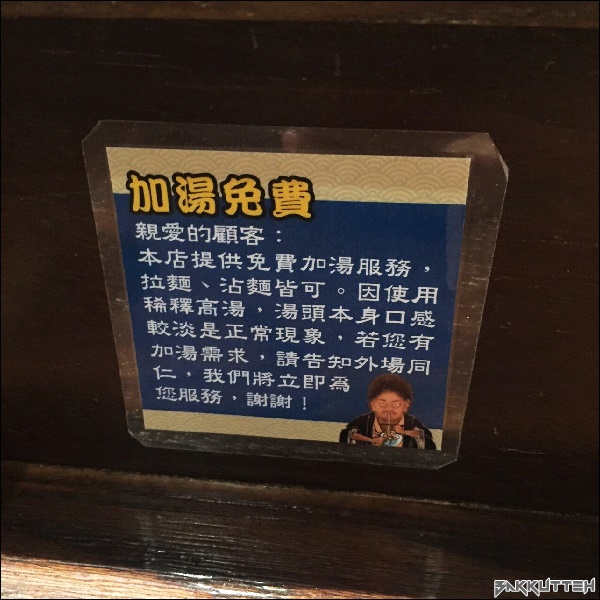 加湯免費
親愛的顧客：
本店提供免費加湯服務，
拉麵、沾麵皆可。因使用
稀釋高湯，湯頭本身口感
較淡是正常現象，若您有
加湯需求，請告知外場同
仁，我們將立即為
您服務，謝謝！
BAKKUTTEH